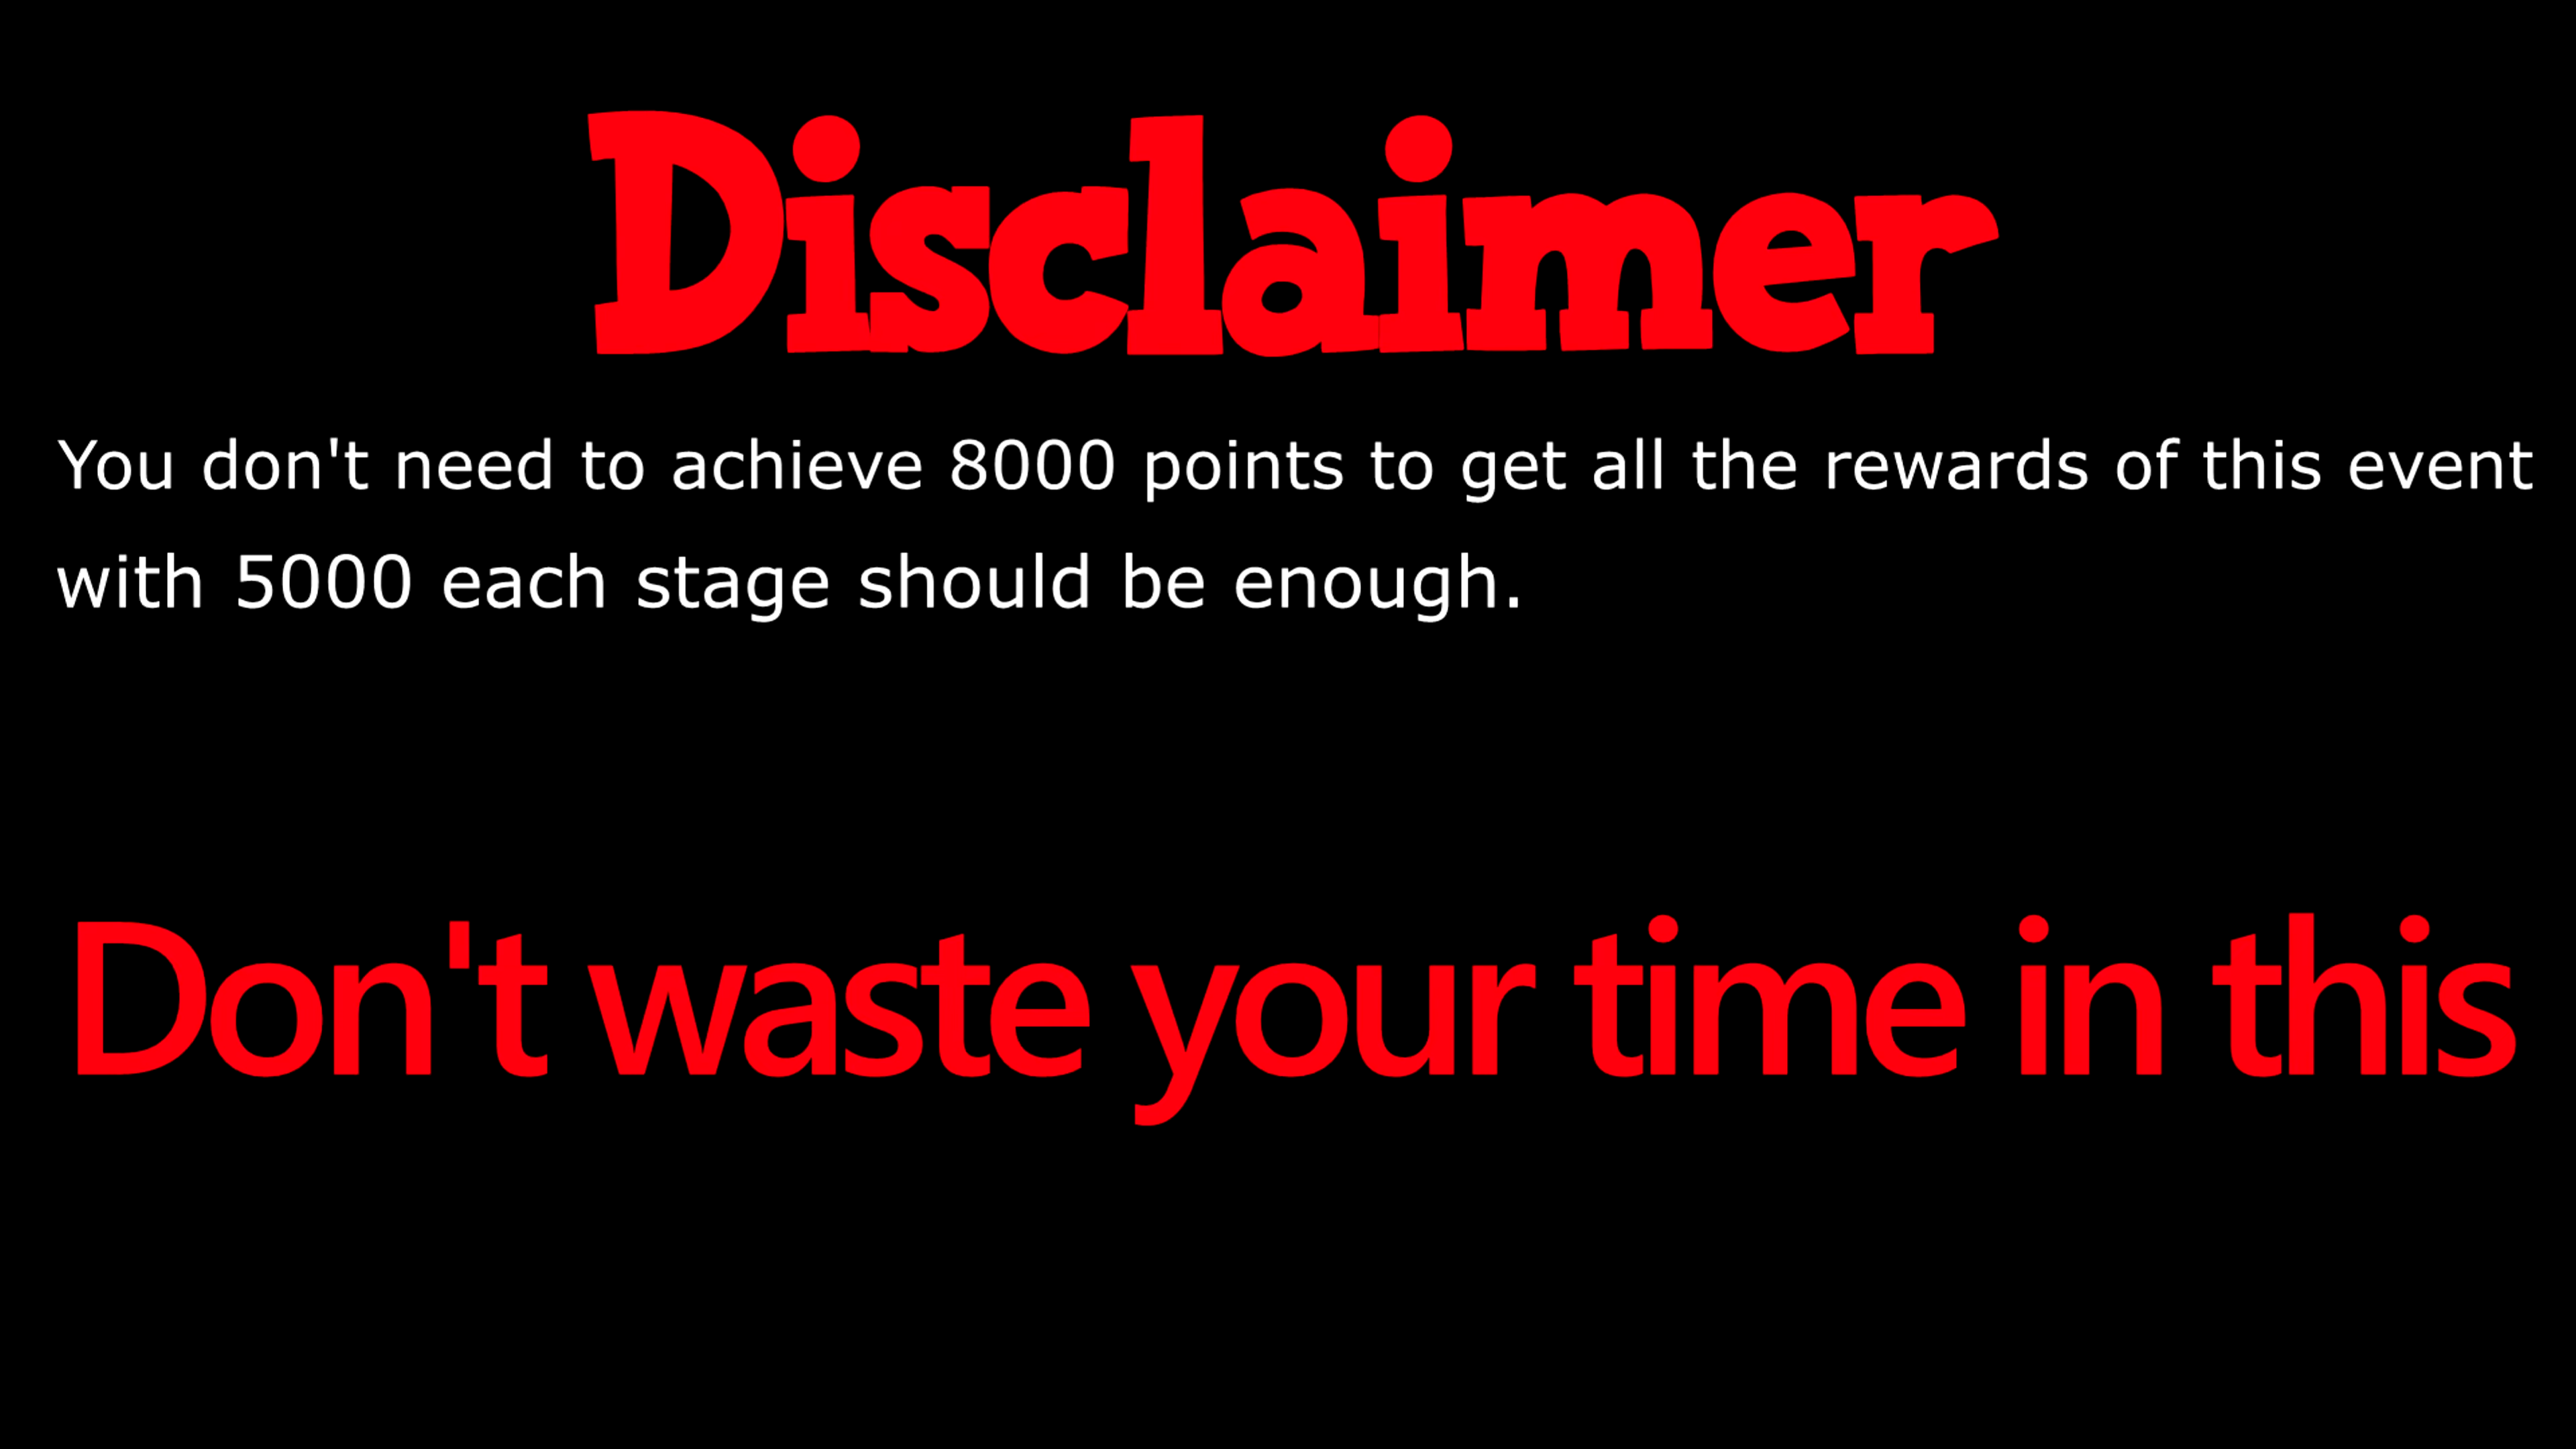 Disclaimer
You don't need to achieve 8000 points to get all the rewards of this event
with 5000 each stage should be enough.
Don't waste your time in this